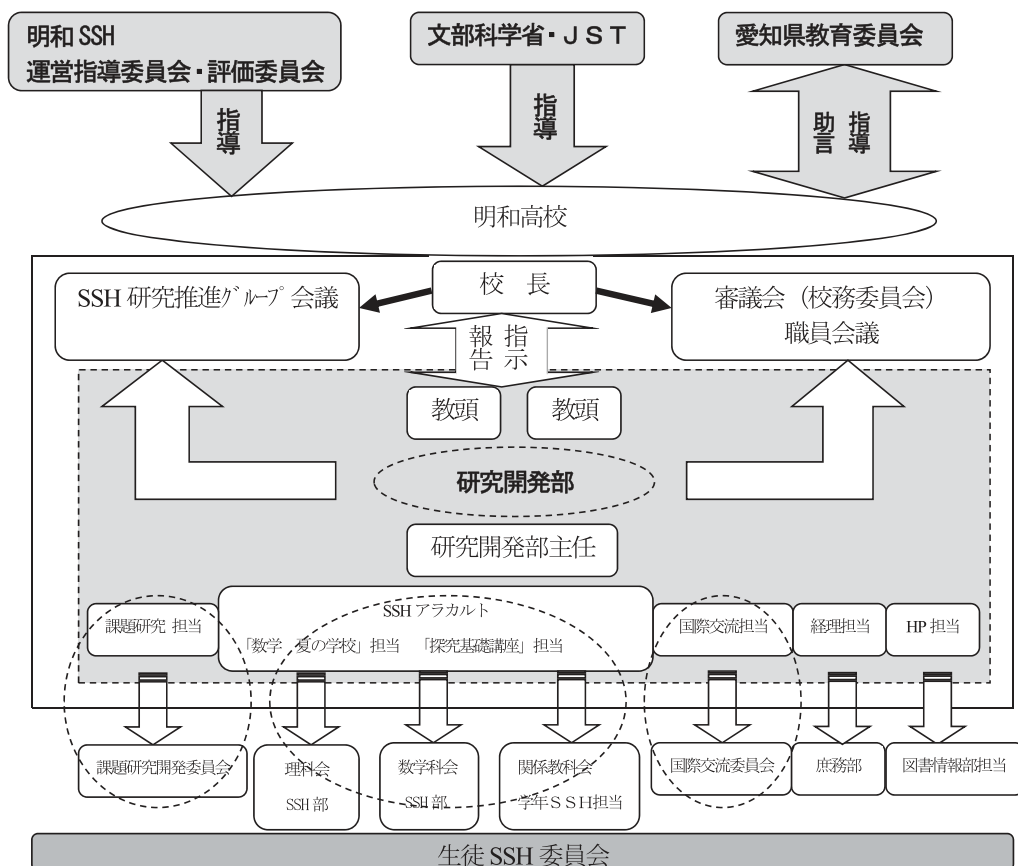 明和 SSH
運営指導委員会・評価委員会
文部科学省・ＪＳＴ
愛知県教育委員会
指導
指導
指導
助言
明和高校
校 長
SSH 研究推進グループ 会議
審議会（校務委員会）
職員会議
指示
報告
教頭
教頭
研究開発部
研究開発部主任
課題研究 担当
SSH アラカルト
「数学 夏の学校」担当 「探究基礎講座」担当
国際交流担当
経理担当
HP 担当
課題研究開発委員会
理科会
SSH 部
数学科会
SSH 部
関係教科会
学年ＳＳＨ担当
国際交流委員会
庶務部
図書情報部担当
生徒 SSH 委員会